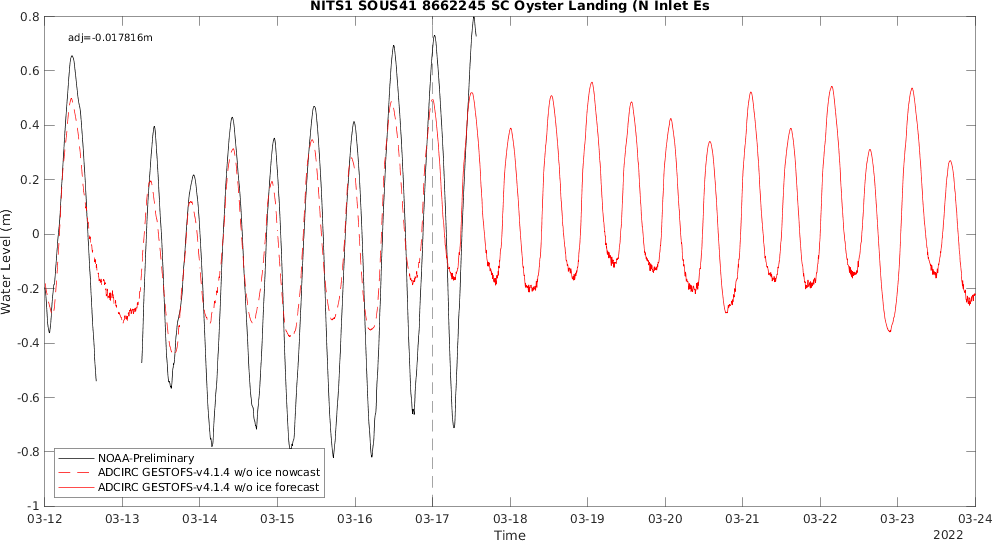 NITS1 SOUS41 8662245 SC Oyster Landing (N Inlet Es
adj=-0.017816m
Water Level (m)
0.8
0.6
0.4
0.2
0
-0.2
-0.4
-0.6
-0.8
-1
NOAA-Preliminary
ADCIRC GESTOFS-v4.1.4 w/o ice nowcast
ADCIRC GESTOFS-v4.1.4 w/o ice forecast
03-12 03-13 03-14 03-15 03-16 03-17 03-18 03-19 03-20 03-21 03-22 03-23 03-24
Time
2022